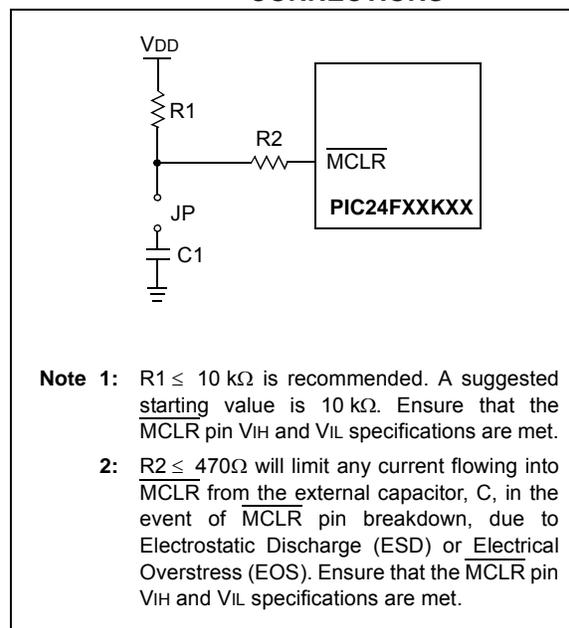 VDD
R1
R2
MCLR
JP
PIC24FXXKXX
C1
Note 1: R1 ≤ 10 kΩ is recommended. A suggested
starting value is 10 kΩ. Ensure that the
MCLR pin VIH and VIL specifications are met.
2: R2 ≤ 470Ω will limit any current flowing into
MCLR from the external capacitor, C, in the
event of MCLR pin breakdown, due to
Electrostatic Discharge (ESD) or Electrical
Overstress (EOS). Ensure that the MCLR pin
VIH and VIL specifications are met.